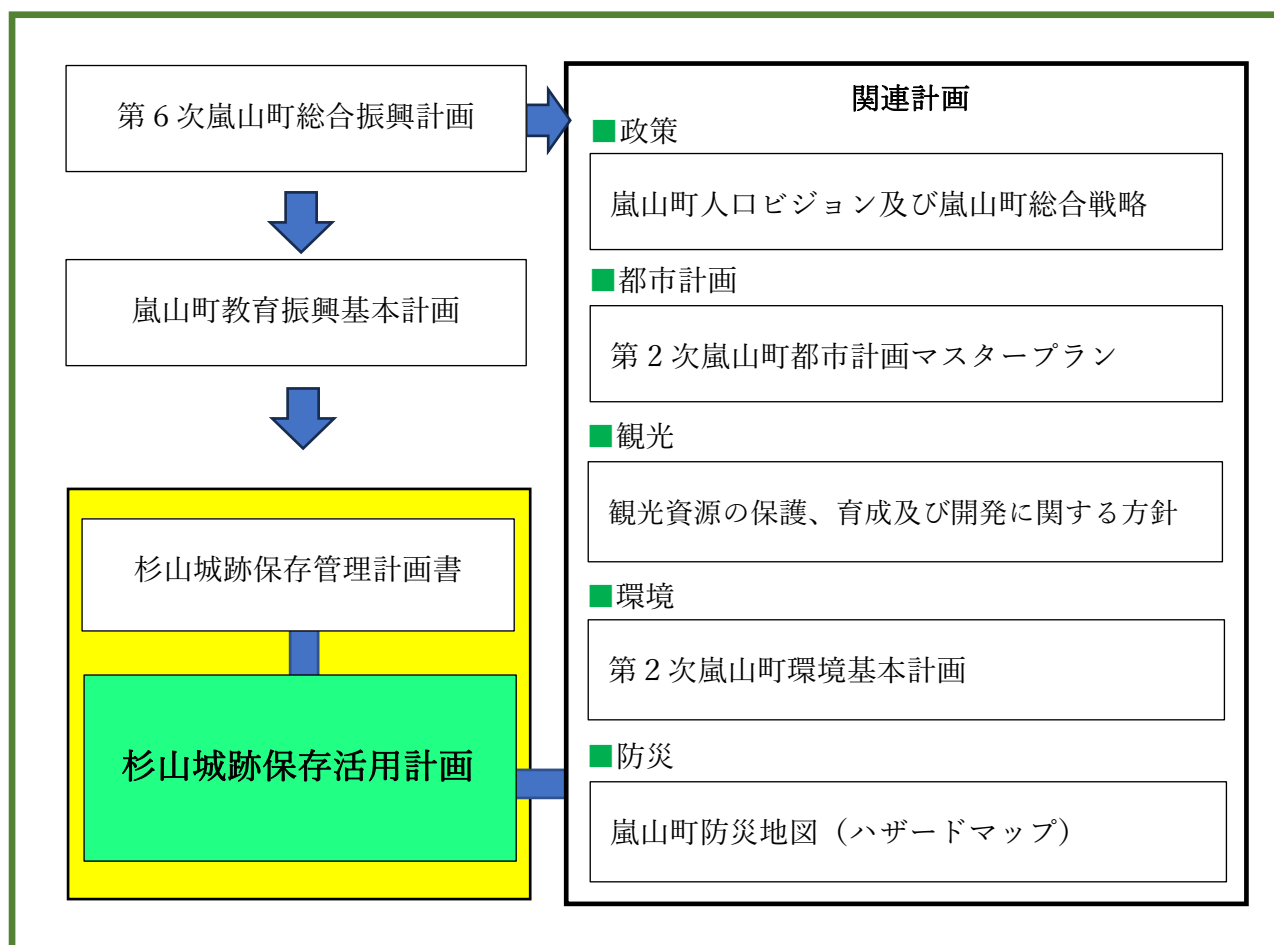 第6次嵐山町総合振興計画
嵐山町教育振興基本計画
杉山城跡保存管理計画書
杉山城跡保存活用計画
関連計画
■政策
嵐山町人口ビジョン及び嵐山町総合戦略
■都市計画
第2次嵐山町都市計画マスタープラン
■観光
観光資源の保護、育成及び開発に関する方針
■環境
第2次嵐山町環境基本計画
■防災
嵐山町防災地図（ハザードマップ）